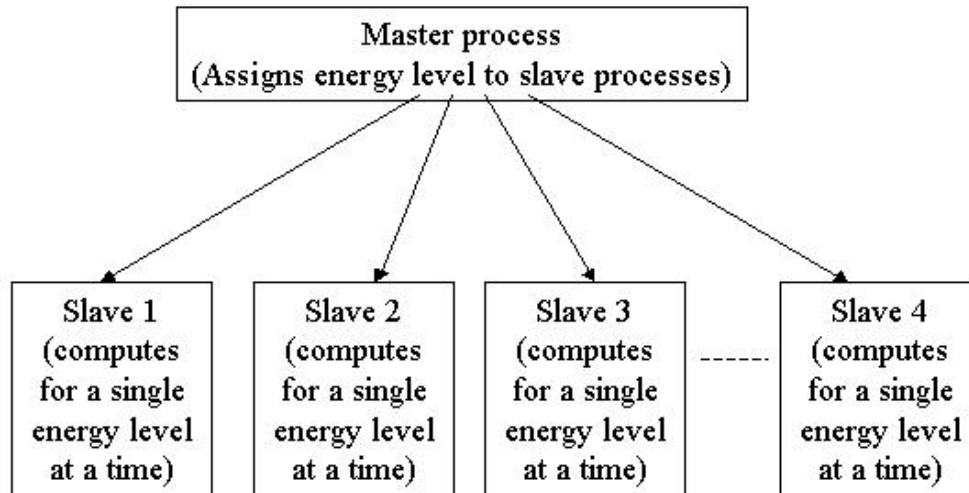 Master process
(Assigns energy level to slave processes)
Slave 1
(computes
for a single
energy level
at a time)
Slave 2
(computes
for a single
energy level
at a time)
Slave 3
(computes
for a single
energy level
at a time)
Slave 4
(computes
for a single
energy level
at a time)